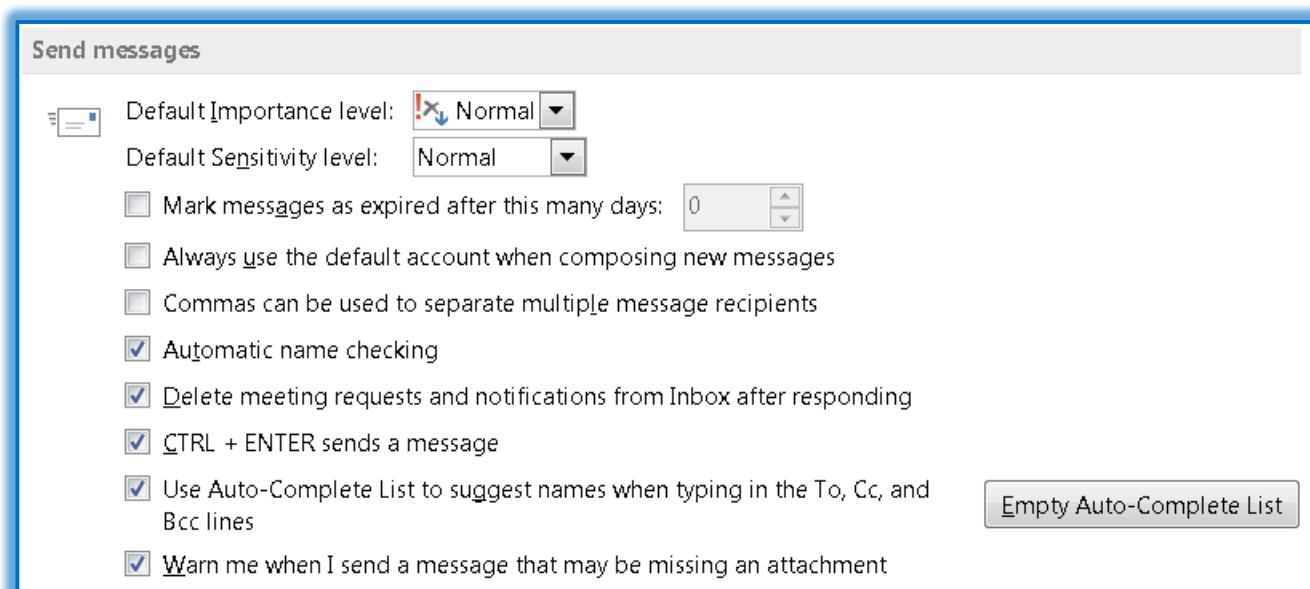 Send messages
Default Importance level: Normal
Default Sensitivity level: Normal
Mark messages as expired after this many days: 0
Always use the default account when composing new messages
Commas can be used to separate multiple message recipients
Automatic name checking
Delete meeting requests and notifications from Inbox after responding
CTRL + ENTER sends a message
Use Auto-Complete List to suggest names when typing in the To, Cc, and
Bcc lines
Empty Auto-Complete List
Warn me when I send a message that may be missing an attachment